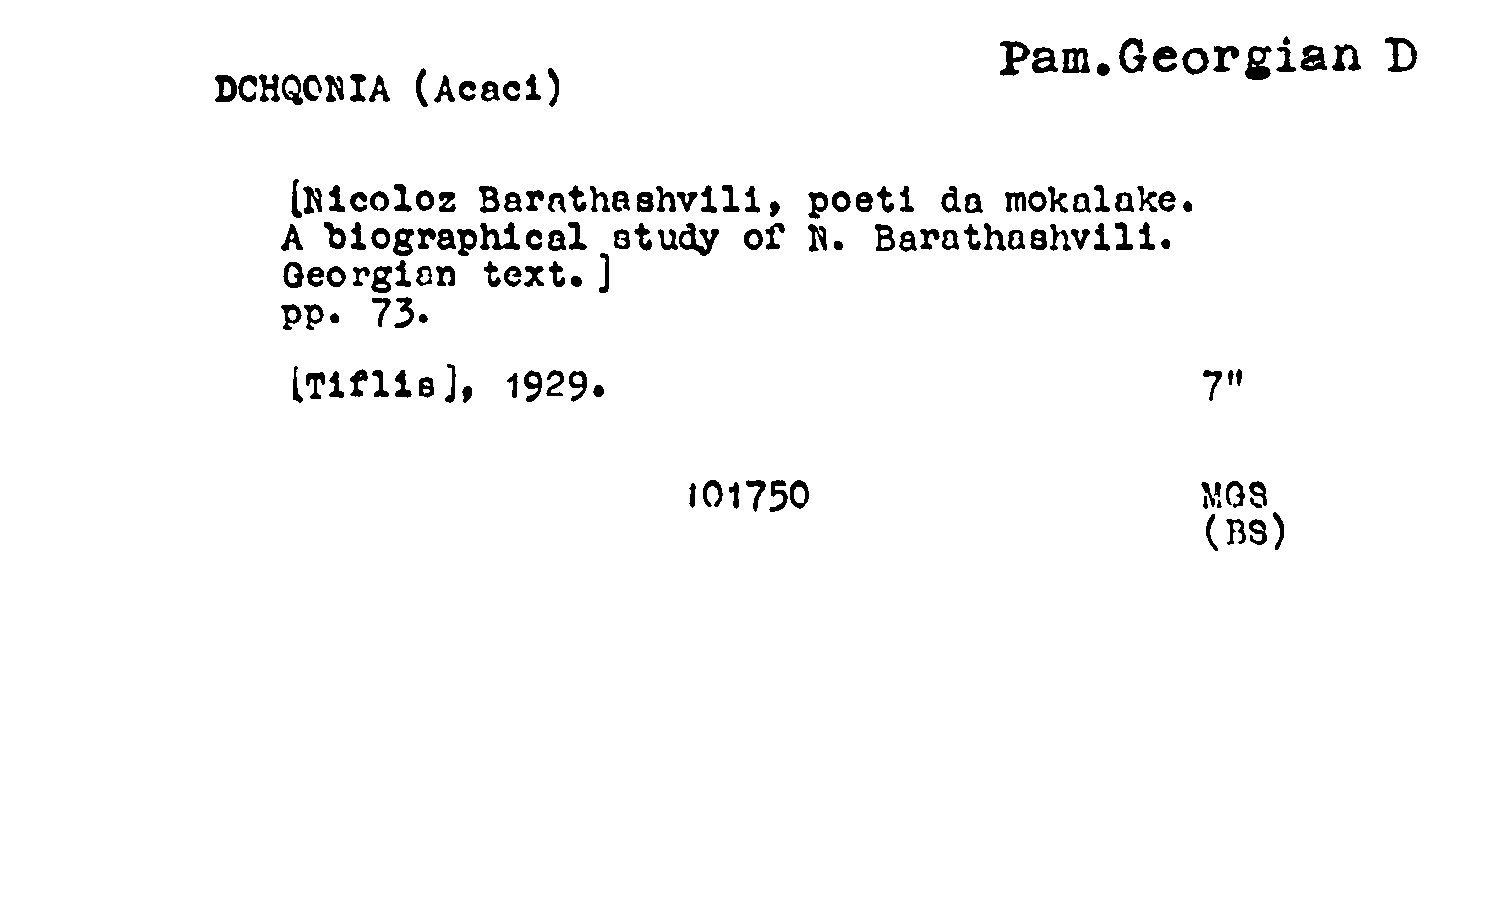 Pam.Georgian D
DCHQONIA (Acaci)
[Nicoloz Barathashvili, poeti da mokalake.
A biographical study of N. Barathashvili.
Georgian text.]
pp. 73.
[Tiflis], 1929. 7"
101750 MGS
(BS)